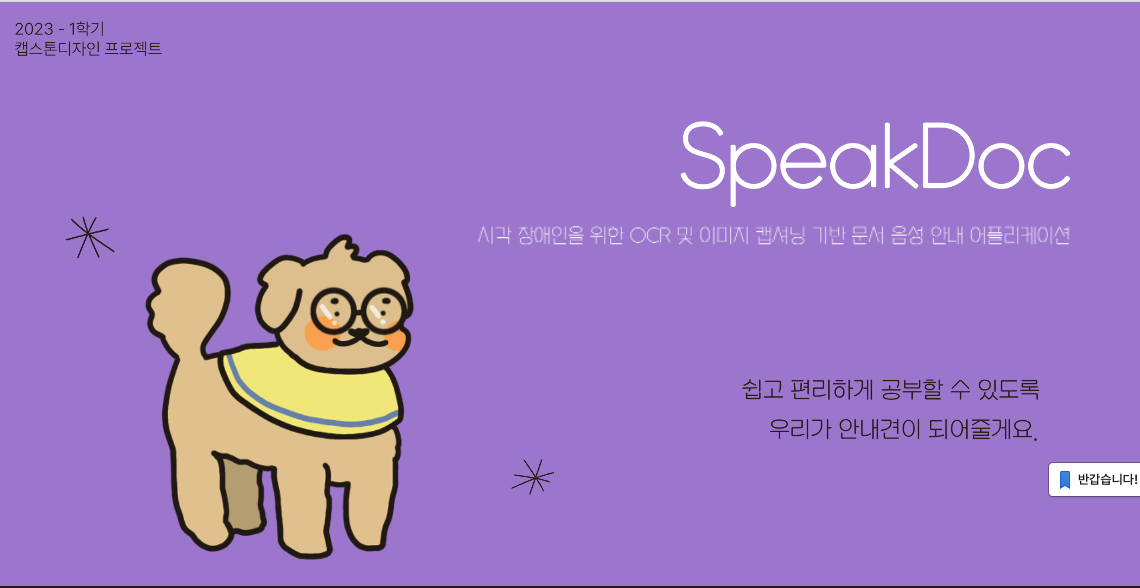 2023 - 1학기
캡스톤디자인 프로젝트
SpeakDoc
시각 장애인을 위한 OCR 및 이미지 캡셔닝 기반 문서 음성 안내 어플리케이션
쉽고 편리하게 공부할 수 있도록
우리가 안내견이 되어줄게요.
반갑습니다!